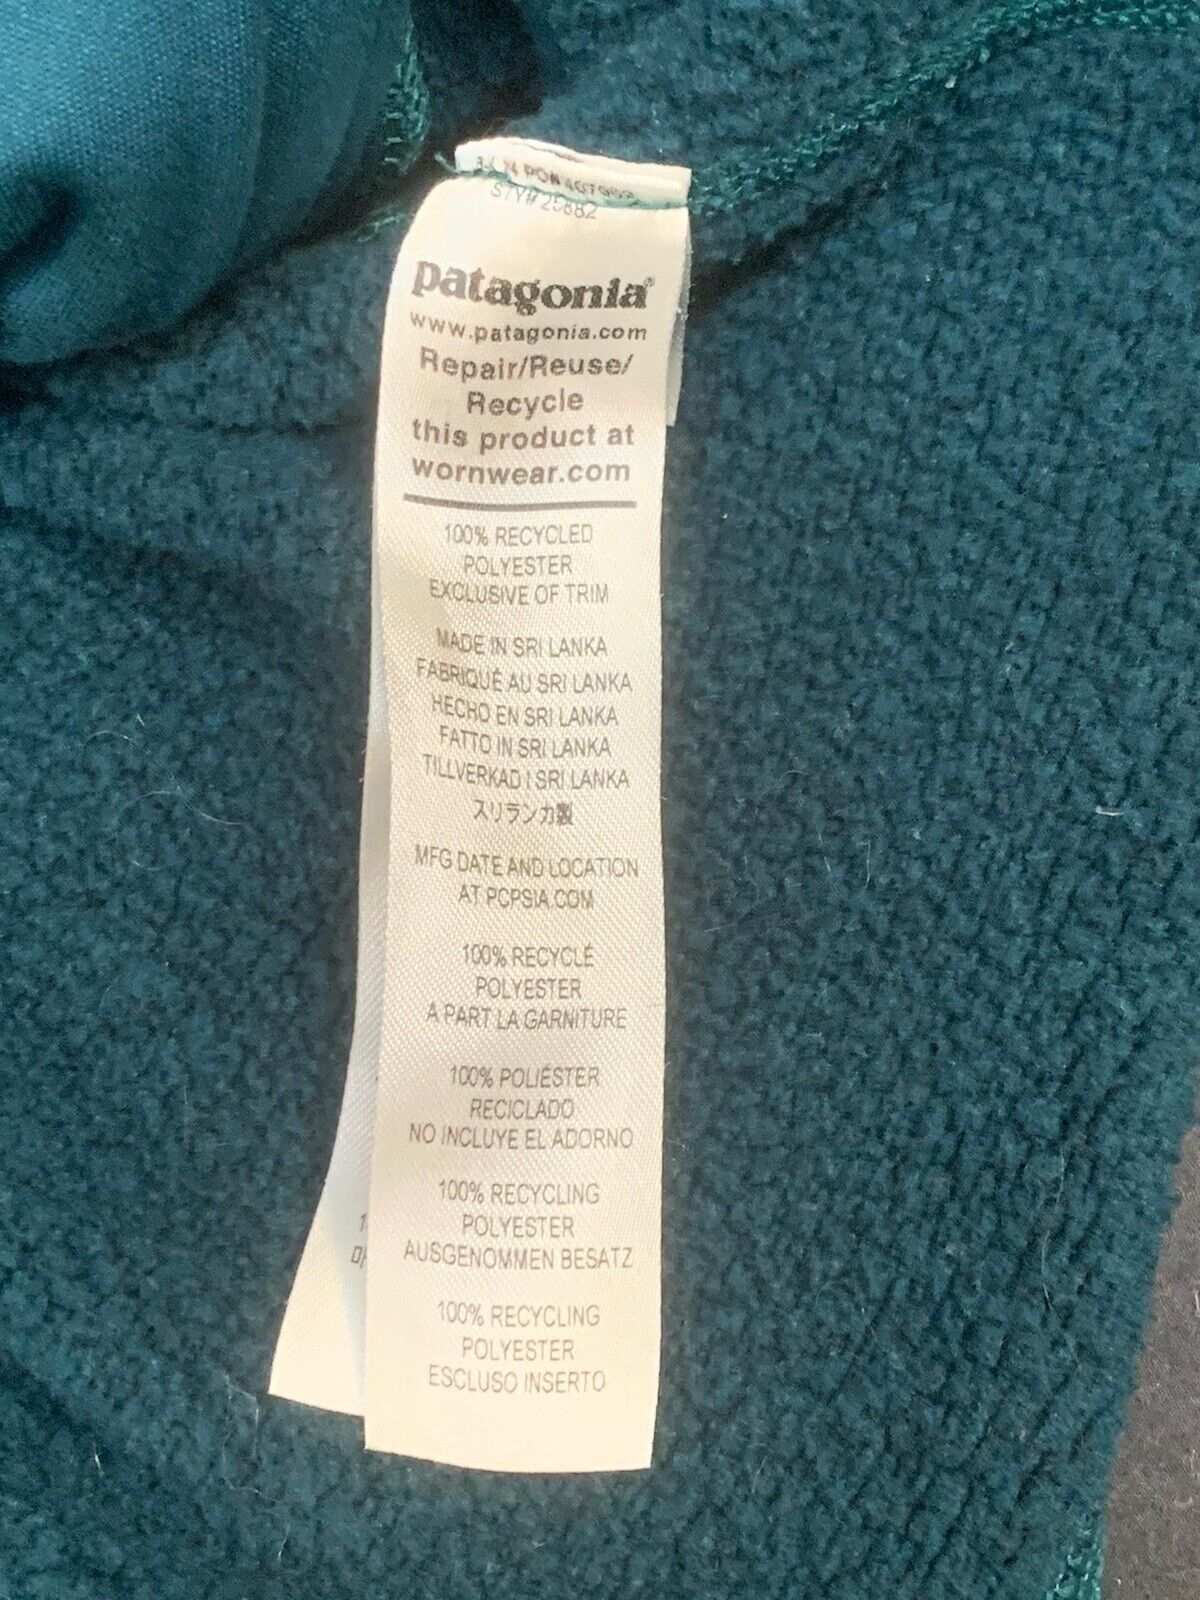 STY# 25882
patagonia®
www.patagonia.com
Repair/Reuse/
Recycle
this product at
wornwear.com
100% RECYCLED
POLYESTER
EXCLUSIVE OF TRIM
MADE IN SRI LANKA
FABRIQUÉ AU SRI LANKA
HECHO EN SRI LANKA
FATTO IN SRI LANKA
TILLVERKAD I SRI LANKA
スリランカ製
MFG DATE AND LOCATION
AT PCPSIA.COM
100% RECYCLÉ
POLYESTER
A PART LA GARNITURE
100% POLIÉSTER
RECICLADO
NO INCLUYE EL ADORNO
100% RECYCLING
POLYESTER
AUSGENOMMEN BESATZ
100% RECYCLING
POLYESTER
ESCLUSO INSERTO